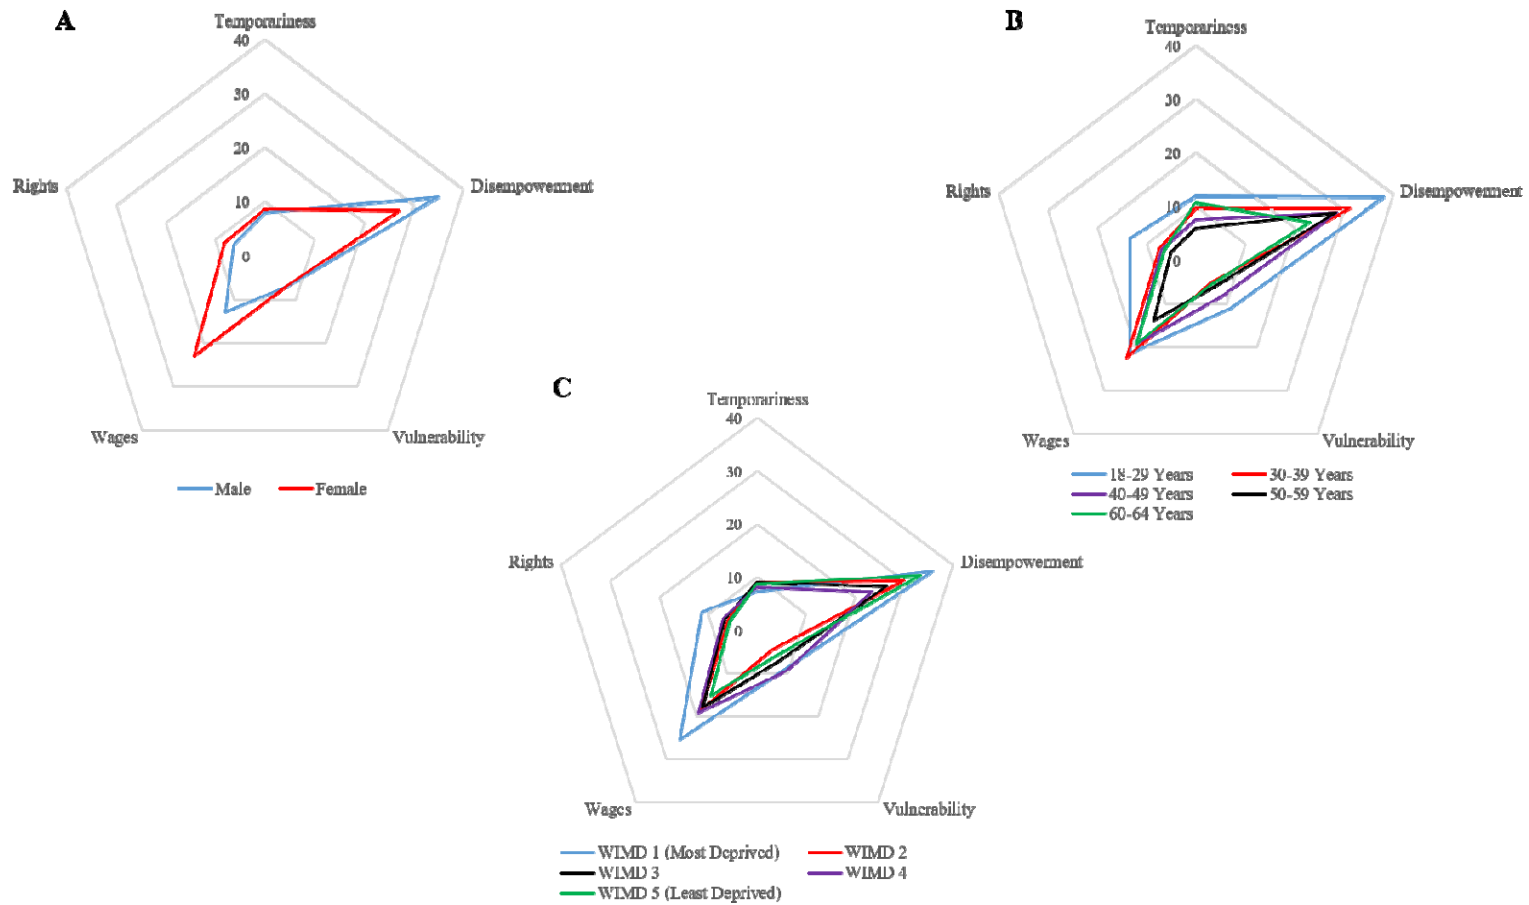 A
Temporariness
40
30
20
10
0
Rights
Disempowerment
Wages
Vulnerability
Male
Female
B
Temporariness
40
30
20
10
0
Rights
Disempowerment
Wages
Vulnerability
18-29 Years
30-39 Years
40-49 Years
50-59 Years
60-64 Years
C
Temporariness
40
30
20
10
0
Rights
Disempowerment
Wages
Vulnerability
WIMD 1 (Most Deprived)
WIMD 2
WIMD 3
WIMD 4
WIMD 5 (Least Deprived)